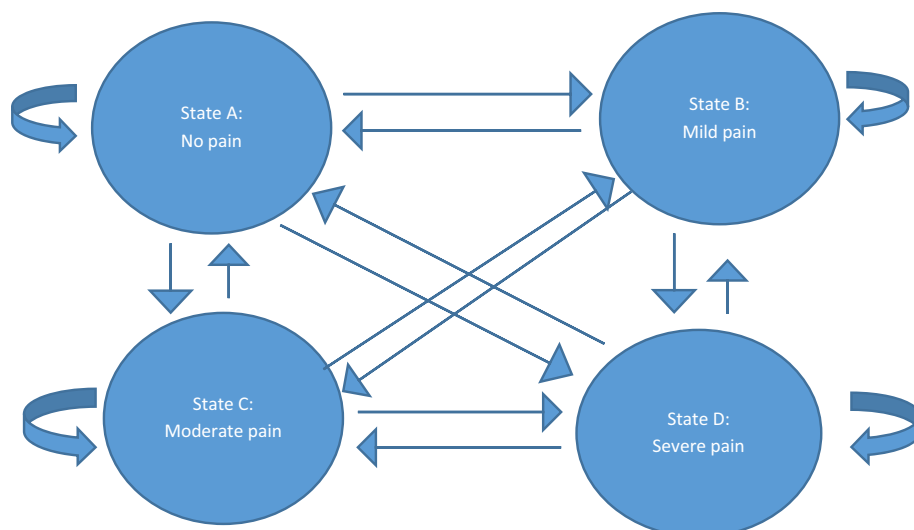 State A:
No pain
State B:
Mild pain
State C:
Moderate pain
State D:
Severe pain